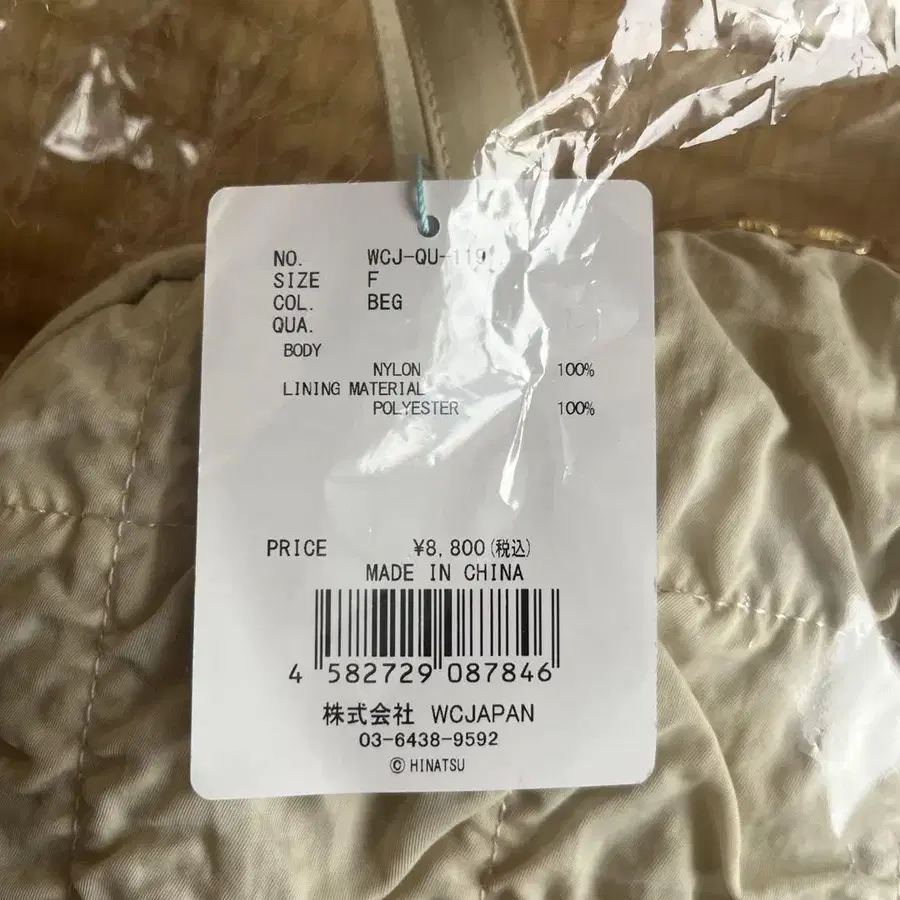 NO. WCJ-QU-119
SIZE F
COL. BEG
QUA.
BODY
NYLON 100%
LINING MATERIAL
POLYESTER 100%
PRICE ¥8,800(税込)
MADE IN CHINA
4 582729 087846
株式会社 WCJAPAN
03-6438-9592
© HINATSU